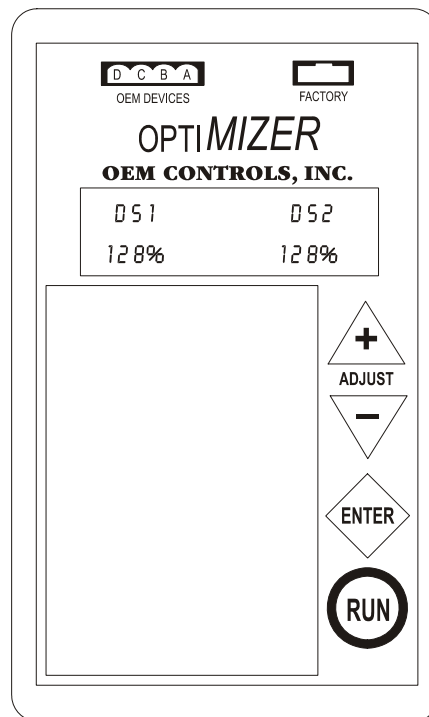 D C B A
OEM DEVICES FACTORY
OPTIMIZER
OEM CONTROLS, INC.
DS1 DS2
128% 128%
+
ADJUST
−
ENTER
RUN